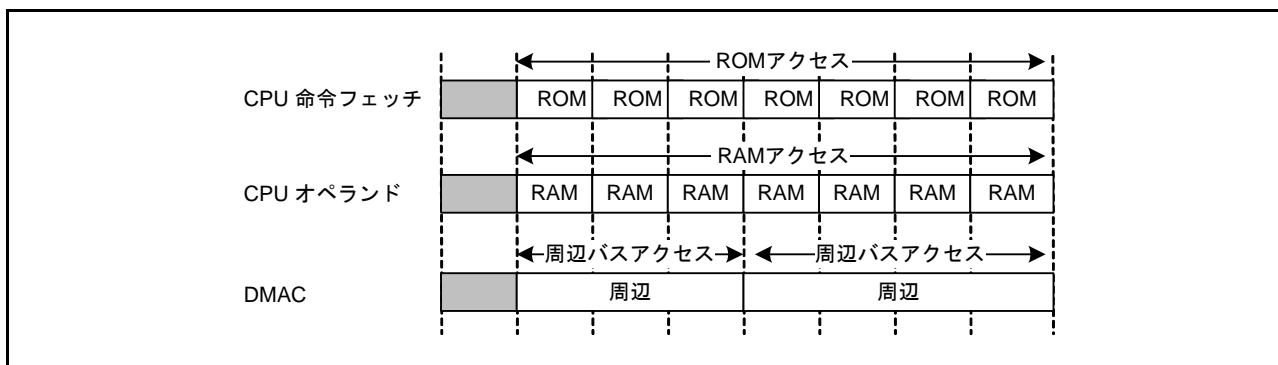 ROMアクセス
CPU 命令フェッチ ROM ROM ROM ROM ROM ROM ROM
RAMアクセス
CPU オペランド RAM RAM RAM RAM RAM RAM RAM
周辺バスアクセス 周辺バスアクセス
DMAC 周辺 周辺